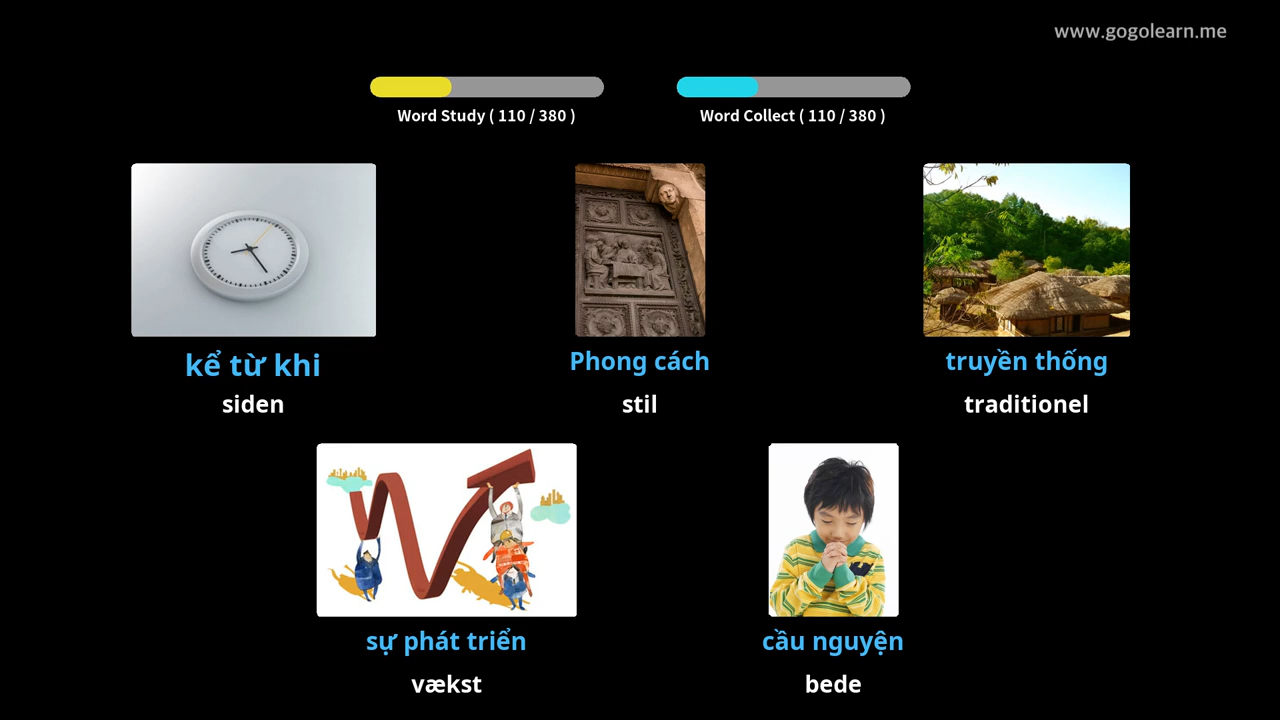 www.gogolearn.me
Word Study ( 110 / 380 )
Word Collect ( 110 / 380 )
kể từ khi
siden
Phong cách
stil
truyền thống
traditionel
sự phát triển
vækst
cầu nguyện
bede